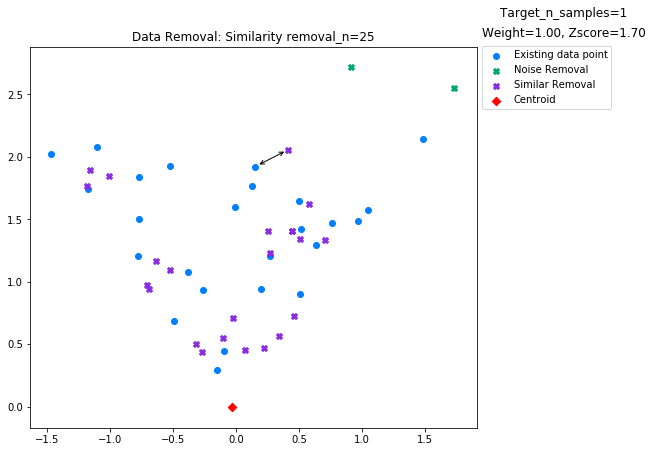 Target_n_samples=1
Weight=1.00, Zscore=1.70
Data Removal: Similarity removal_n=25
Existing data point
Noise Removal
Similar Removal
Centroid
2.5
2.0
1.5
1.0
0.5
0.0
−1.5 −1.0 −0.5 0.0 0.5 1.0 1.5